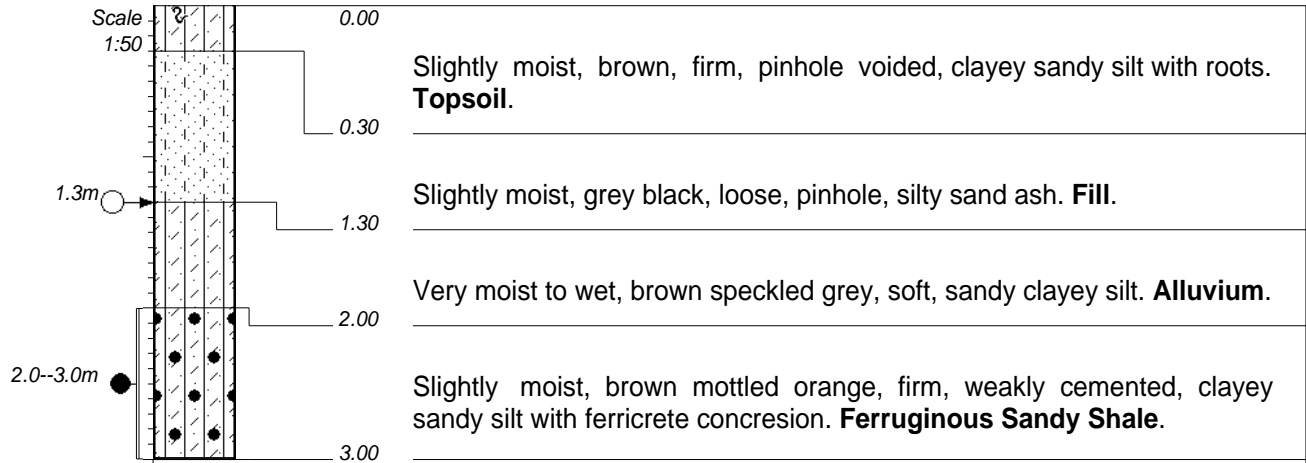 Scale
1:50
0.00
Slightly moist, brown, firm, pinhole voided, clayey sandy silt with roots.
Topsoil.
0.30
1.3m
Slightly moist, grey black, loose, pinhole, silty sand ash. Fill.
1.30
Very moist to wet, brown speckled grey, soft, sandy clayey silt. Alluvium.
2.00
2.0--3.0m
Slightly moist, brown mottled orange, firm, weakly cemented, clayey
sandy silt with ferricrete concresion. Ferruginous Sandy Shale.
3.00